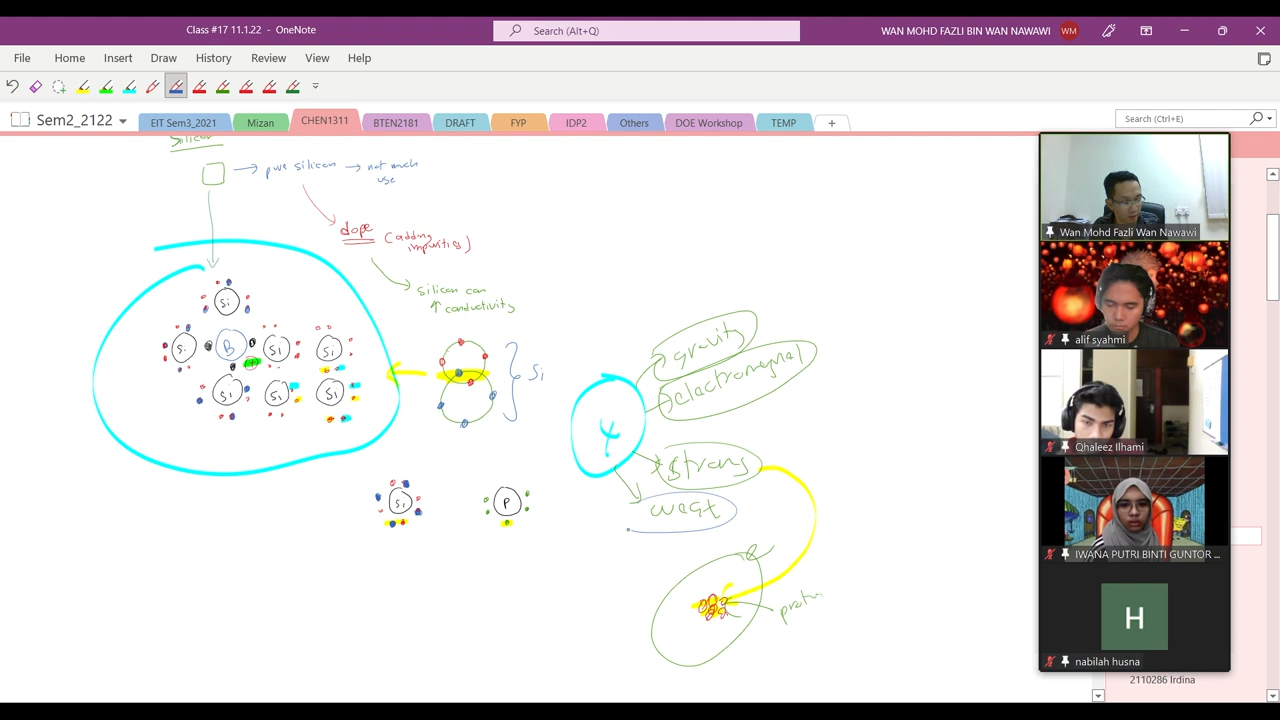 Class #17 11.1.22 - OneNote
Search (Alt+Q)
WAN MOHD FAZLI BIN WAN NAWAWI
WM
File Home Insert Draw History Review View Help
Sem2_2122
EIT Sem3_2021 Mizan CHEN1311 BTEN2181 DRAFT FYP IDP2 Others DOE Workshop TEMP +
Search (Ctrl+E)
Silicon
pure silicon → not much
use
dope (adding
impurities)
silicon can
↑ conductivity
Si
Si B Si Si
Si Si Si
Si
4
gravity
electromagnet
strong
weak
Si P
e
proton
Wan Mohd Fazli Wan Nawawi
alif syahmi
Qhaleez Ilhami
IWANA PUTRI BINTI GUNTOR ...
H
nabilah husna
2110286 Irdina